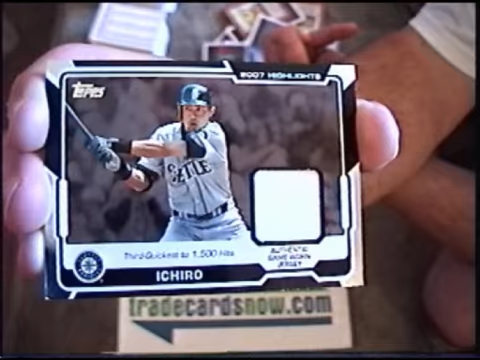 2007 HIGHLIGHTS
Topps
SEATTLE
Third-Quickest to 1,500 Hits
AUTHENTIC
GAME WORN
JERSEY
ICHIRO
tradecardsnow.com